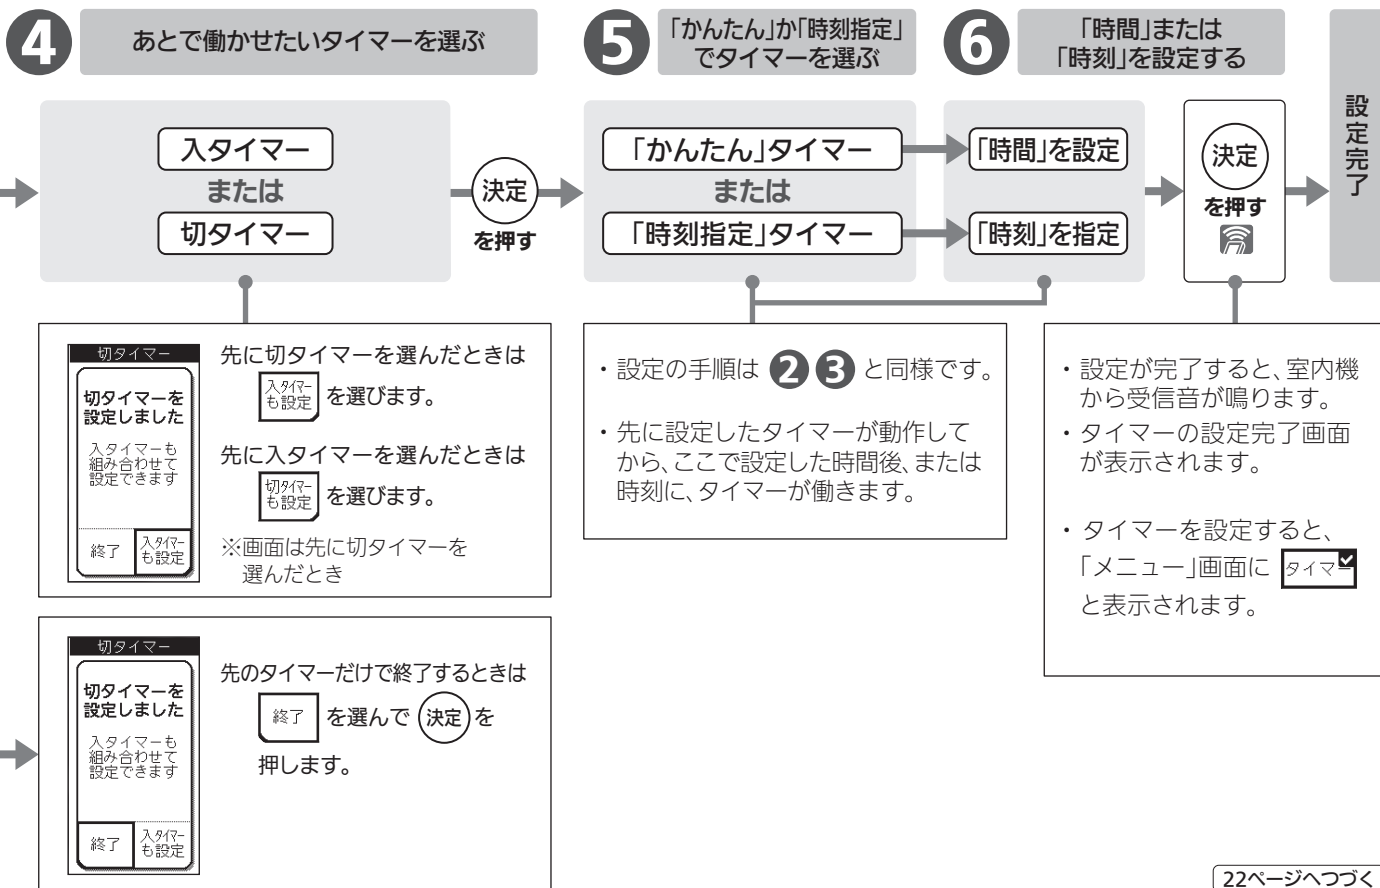 4
あとで働かせたいタイマーを選ぶ
入タイマー
または
切タイマー
決定
を押す
切タイマー
切タイマーを
設定しました
入タイマーも
組み合わせて
設定できます
終了
入タイマー
も設定
先に切タイマーを選んだときは
入タイマー
も設定
を選びます。
先に入タイマーを選んだときは
切タイマー
も設定
を選びます。
※画面は先に切タイマーを
選んだとき
切タイマー
切タイマーを
設定しました
入タイマーも
組み合わせて
設定できます
終了
入タイマー
も設定
先のタイマーだけで終了するときは
終了 を選んで 決定 を
押します。
5
「かんたん」か「時刻指定」
でタイマーを選ぶ
「かんたん」タイマー
または
「時刻指定」タイマー
6
「時間」または
「時刻」を設定する
「時間」を設定
「時刻」を指定
・設定の手順は 2 3 と同様です。
・先に設定したタイマーが動作して
から、ここで設定した時間後、または
時刻に、タイマーが働きます。
決定
を押す
・設定が完了すると、室内機
から受信音が鳴ります。
・タイマーの設定完了画面
が表示されます。
・タイマーを設定すると、
「メニュー」画面に タイマー
と表示されます。
設定完了
22ページへつづく